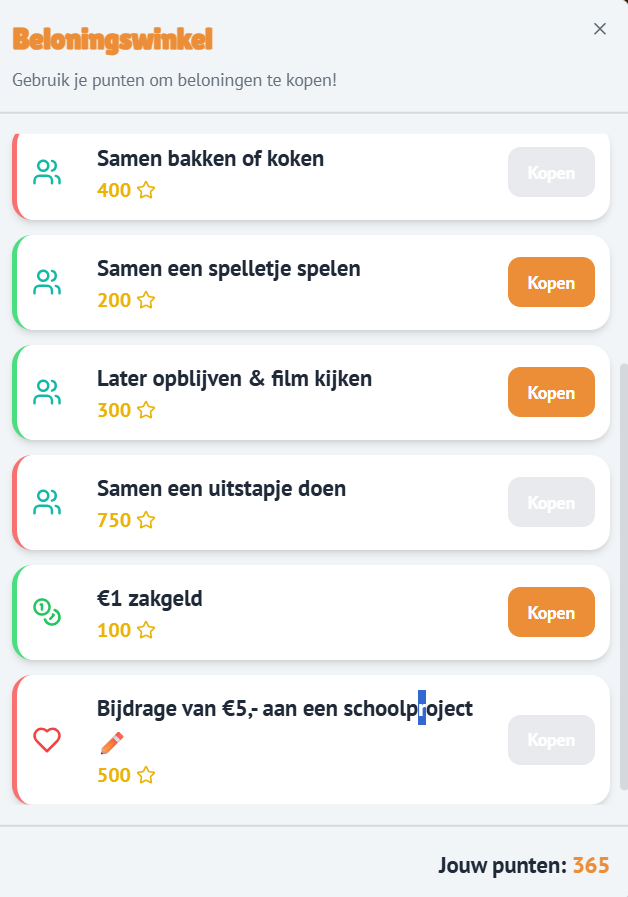 Beloningswinkel
Gebruik je punten om beloningen te kopen!
Samen bakken of koken
400
Kopen
Samen een spelletje spelen
200
Kopen
Later opblijven & film kijken
300
Kopen
Samen een uitstapje doen
750
Kopen
€1 zakgeld
100
Kopen
Bijdrage van €5,- aan een schoolproject
500
Kopen
Jouw punten: 365